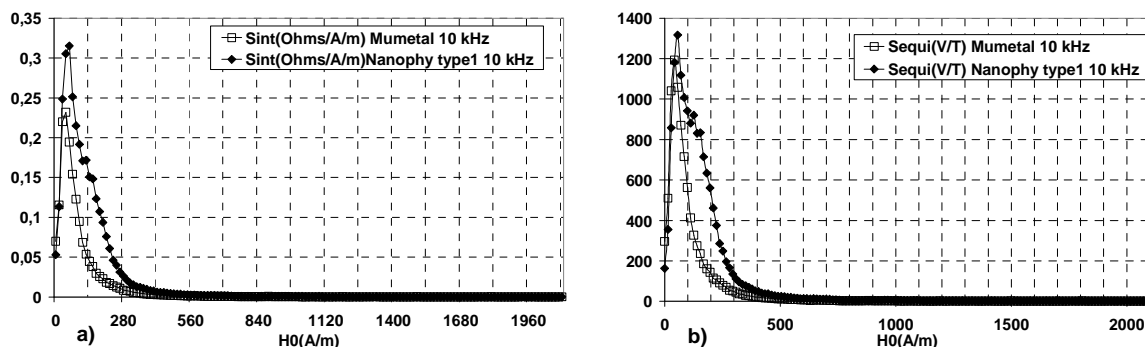 0,35
0,3
0,25
0,2
0,15
0,1
0,05
0
Sint(Ohms/A/m) Mumetal 10 kHz
Sint(Ohms/A/m)Nanophy type1 10 kHz
0 280 560 840 1120 1400 1680 1960
a)
H0(A/m)
1400
1200
1000
800
600
400
200
0
Sequi(V/T) Mumetal 10 kHz
Sequi(V/T) Nanophy type1 10 kHz
0 500 1000 1500 2000
b)
H0(A/m)